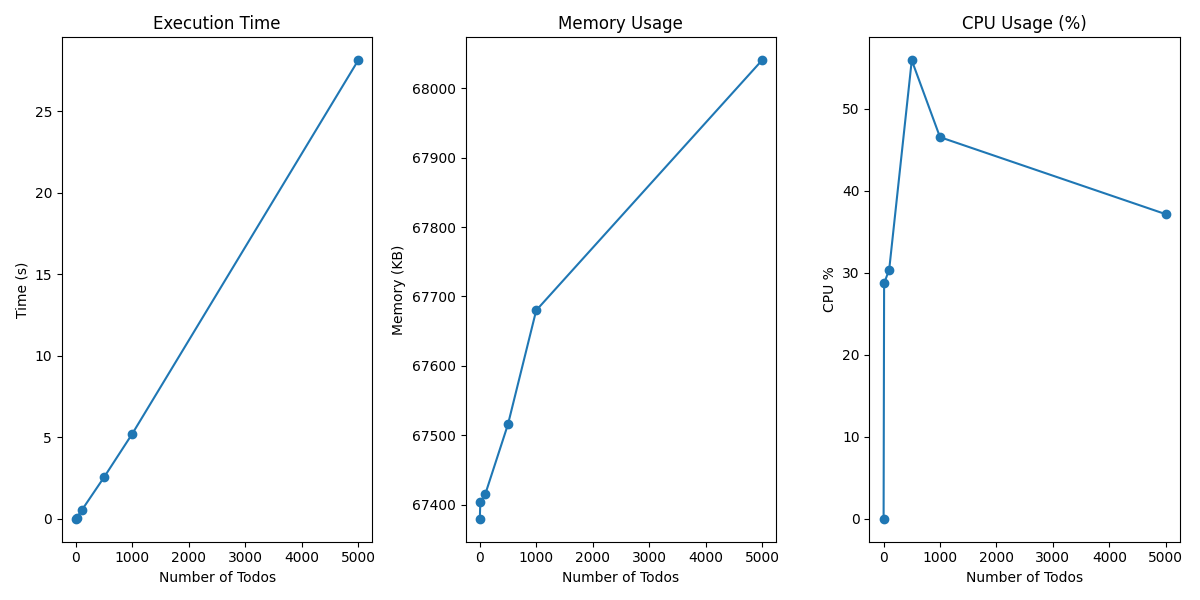 Execution Time
Time (s)
25
20
15
10
5
0
0 1000 2000 3000 4000 5000
Number of Todos
Memory Usage
Memory (KB)
68000
67900
67800
67700
67600
67500
67400
0 1000 2000 3000 4000 5000
Number of Todos
CPU Usage (%)
CPU %
50
40
30
20
10
0
0 1000 2000 3000 4000 5000
Number of Todos